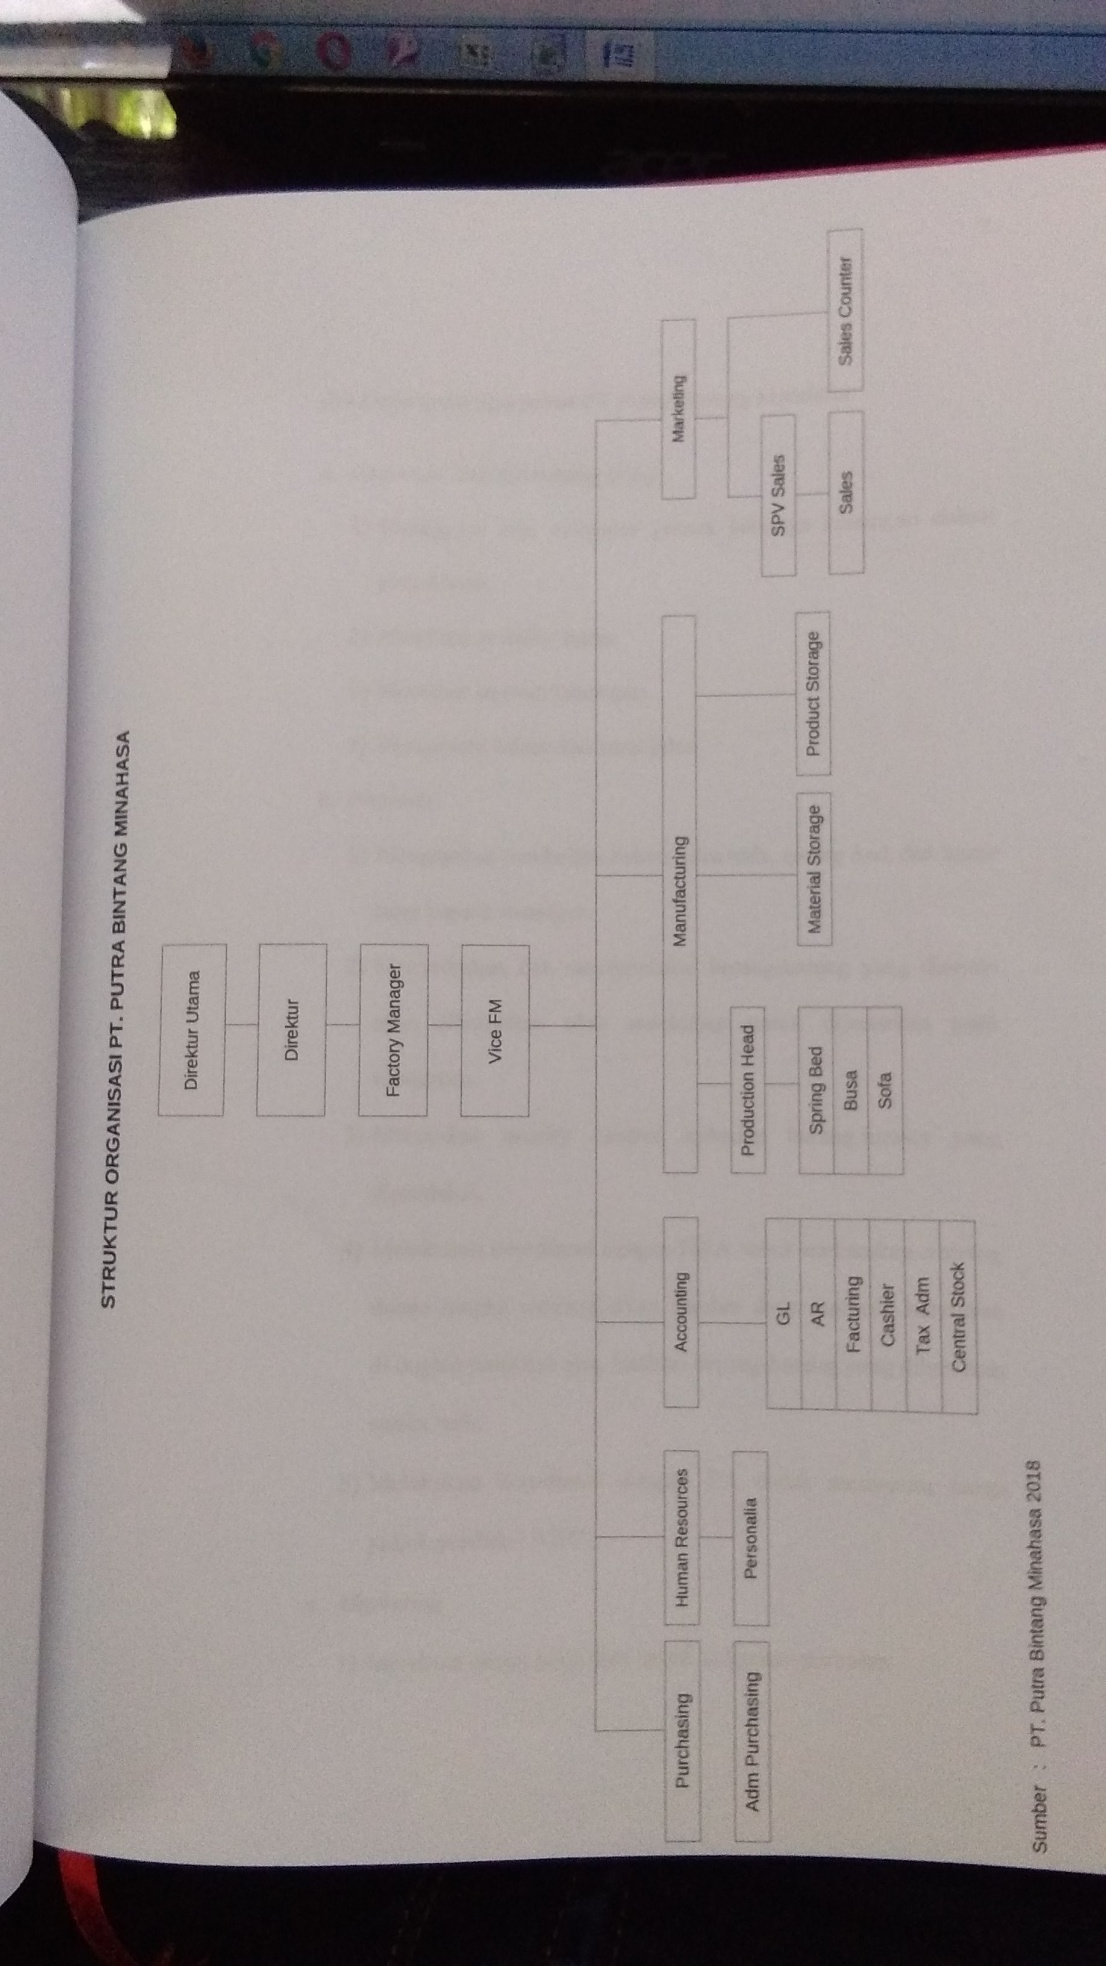 acer
STRUKTUR ORGANISASI PT. PUTRA BINTANG MINAHASA
Direktur Utama
Direktur
Factory Manager
Vice FM
Purchasing
Human Resources
Accounting
Manufacturing
Marketing
Adm Purchasing
Personalia
GL
AR
Facturing
Cashier
Tax Adm
Central Stock
Production Head
Spring Bed
Busa
Sofa
Material Storage
Product Storage
SPV Sales
Sales
Sales Counter
Sumber : PT. Putra Bintang Minahasa 2018